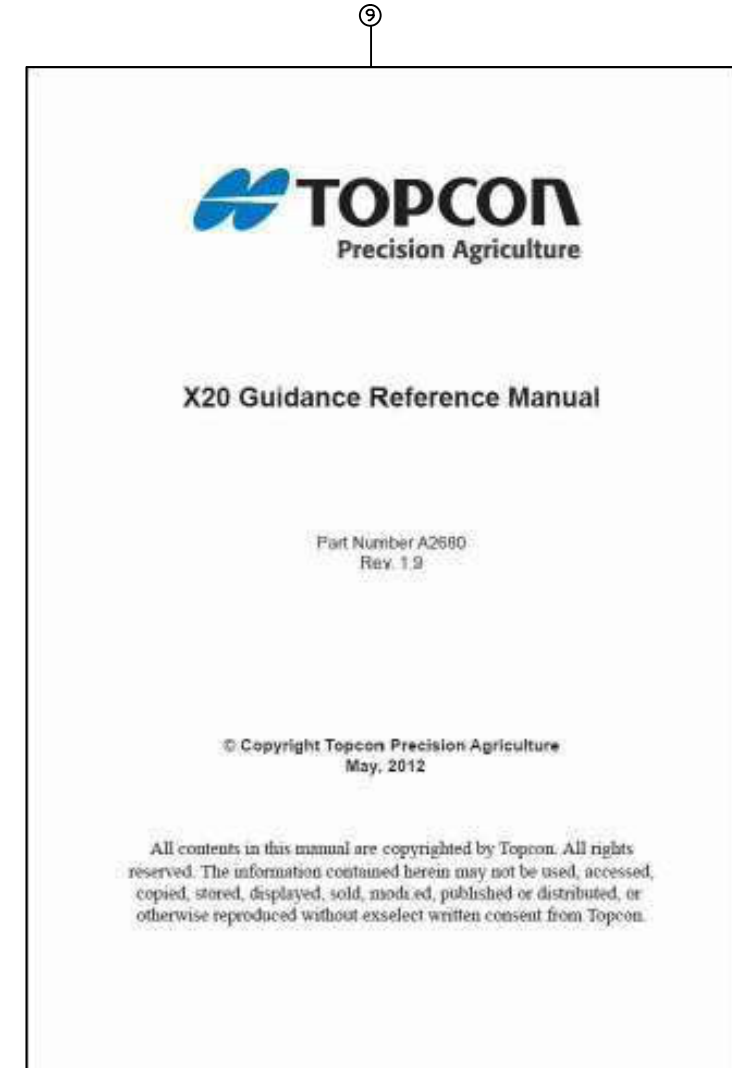 9
TOPCON
Precision Agriculture
X20 Guidance Reference Manual
Part Number A2680
Rev. 1.9
© Copyright Topcon Precision Agriculture
May, 2012
All contents in this manual are copyrighted by Topcon. All rights
reserved. The information contained herein may not be used, accessed,
copied, stored, displayed, sold, modi ed, published or distributed, or
otherwise reproduced without exselect written consent from Topcon.